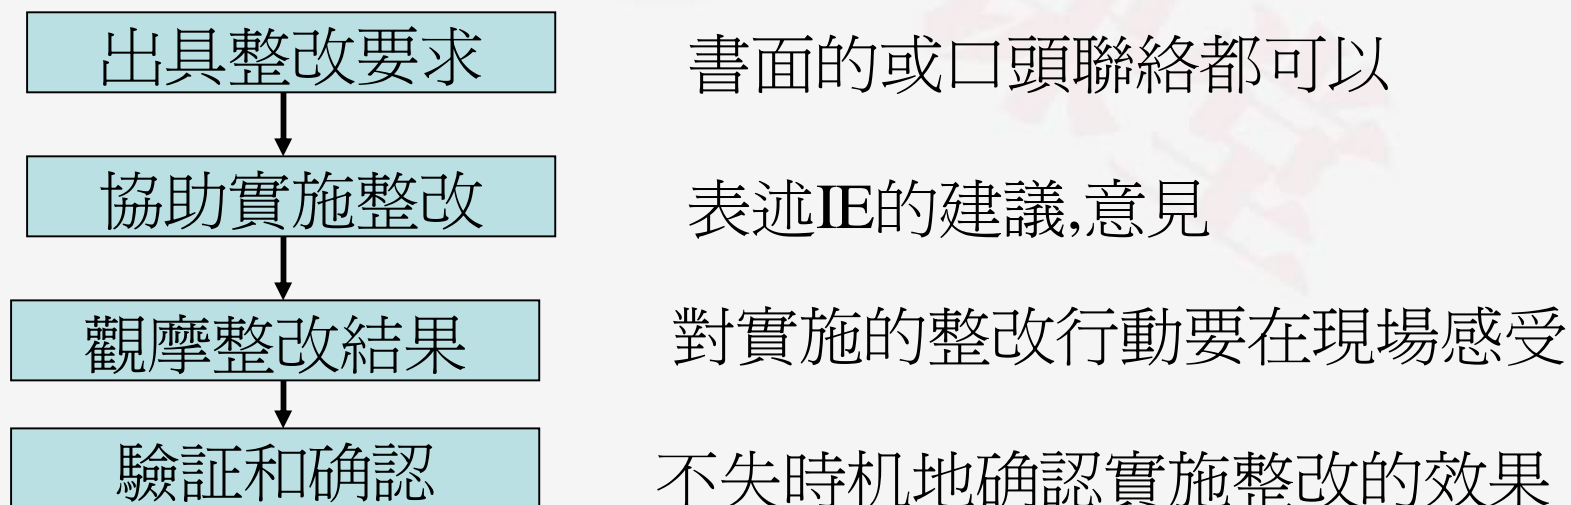 出具整改要求
書面的或口頭聯絡都可以
協助實施整改
表述IE的建議,意見
觀摩整改結果
對實施的整改行動要在現場感受
驗証和确認
不失時机地确認實施整改的效果